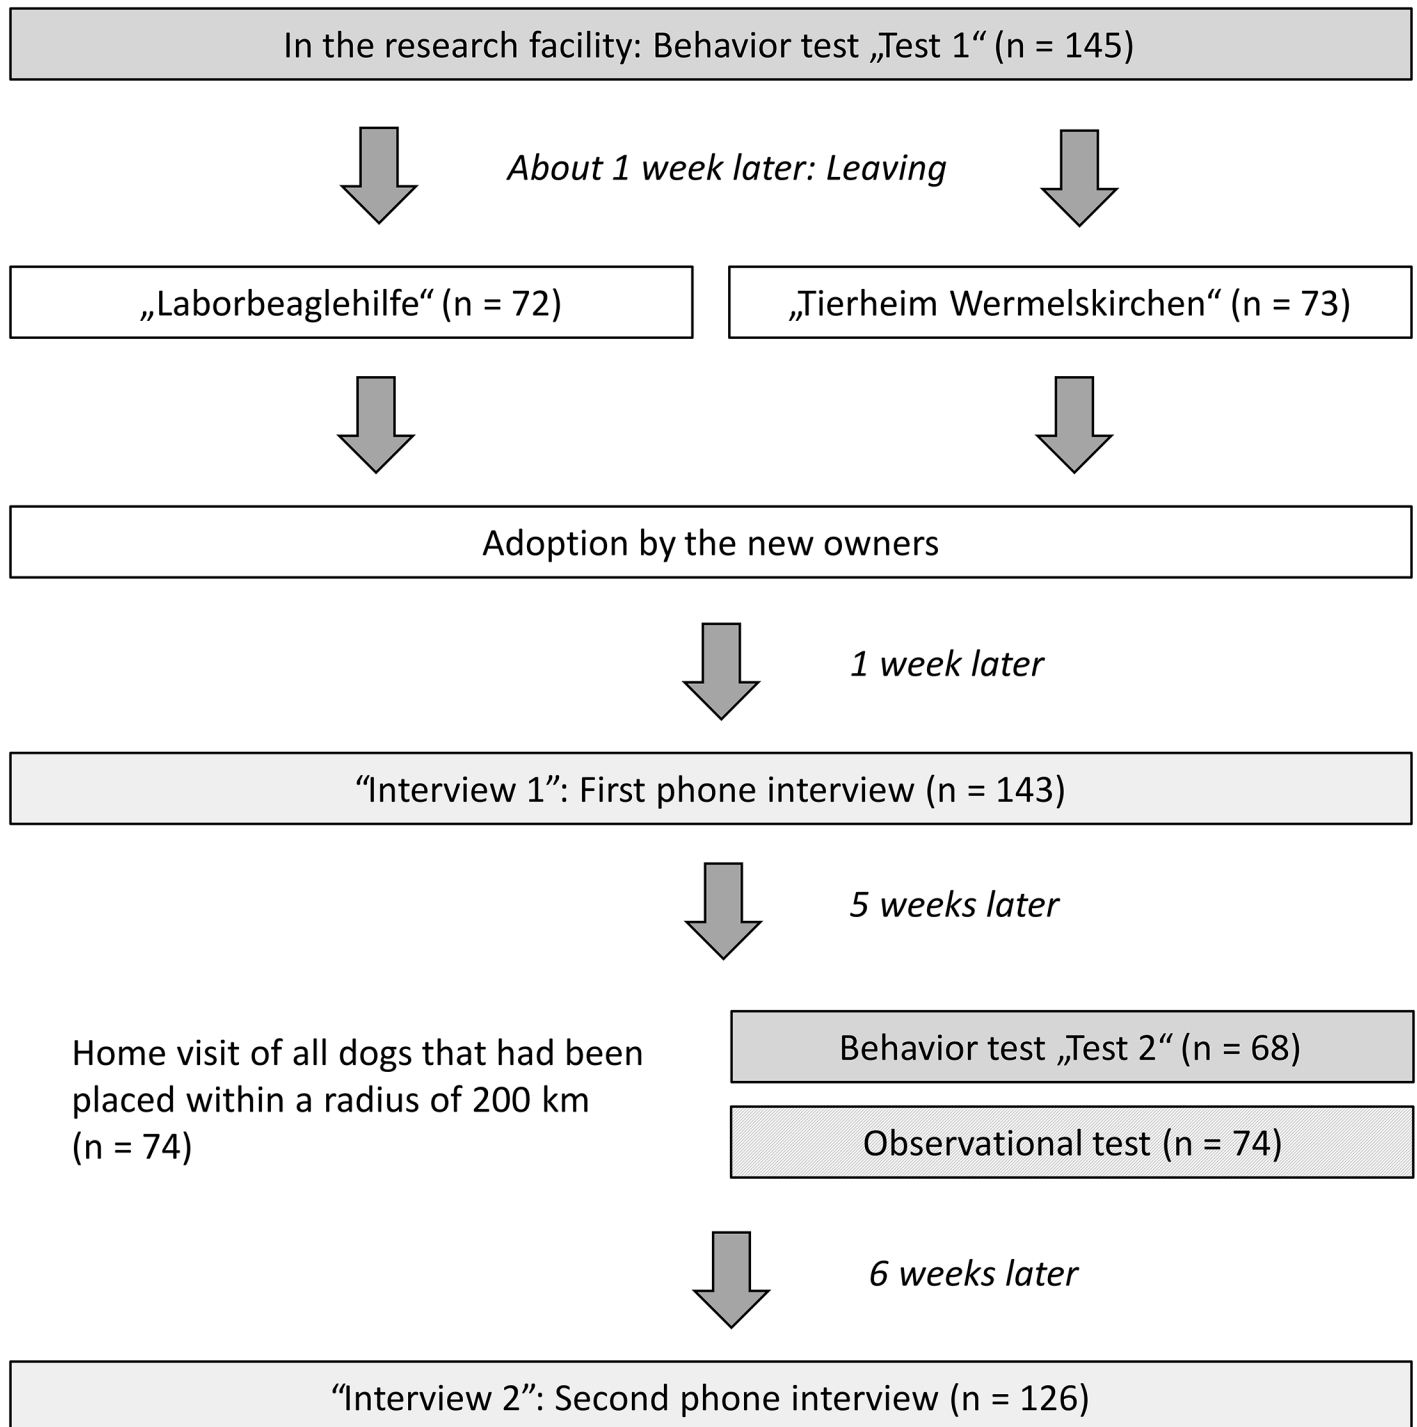 In the research facility: Behavior test „Test 1“ (n = 145)
About 1 week later: Leaving
„Laborbeaglehilfe“ (n = 72)
„Tierheim Wermelskirchen“ (n = 73)
Adoption by the new owners
1 week later
“Interview 1”: First phone interview (n = 143)
5 weeks later
Home visit of all dogs that had been
placed within a radius of 200 km
(n = 74)
Behavior test „Test 2“ (n = 68)
Observational test (n = 74)
6 weeks later
“Interview 2”: Second phone interview (n = 126)